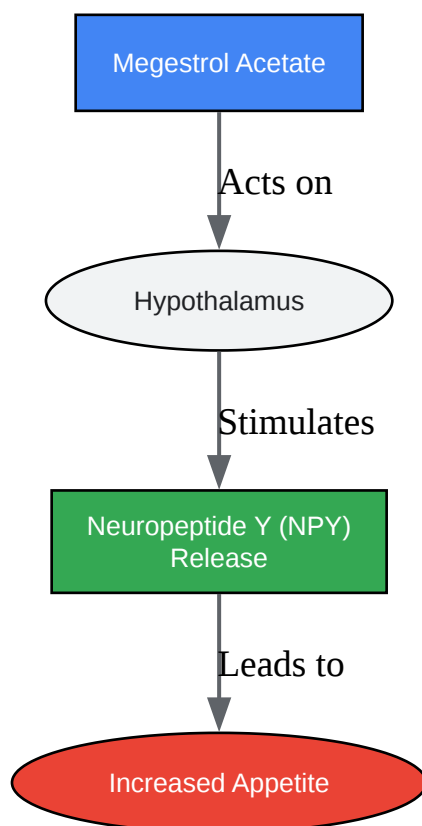 Megestrol Acetate
Acts on
Hypothalamus
Stimulates
Neuropeptide Y (NPY)
Release
Leads to
Increased Appetite